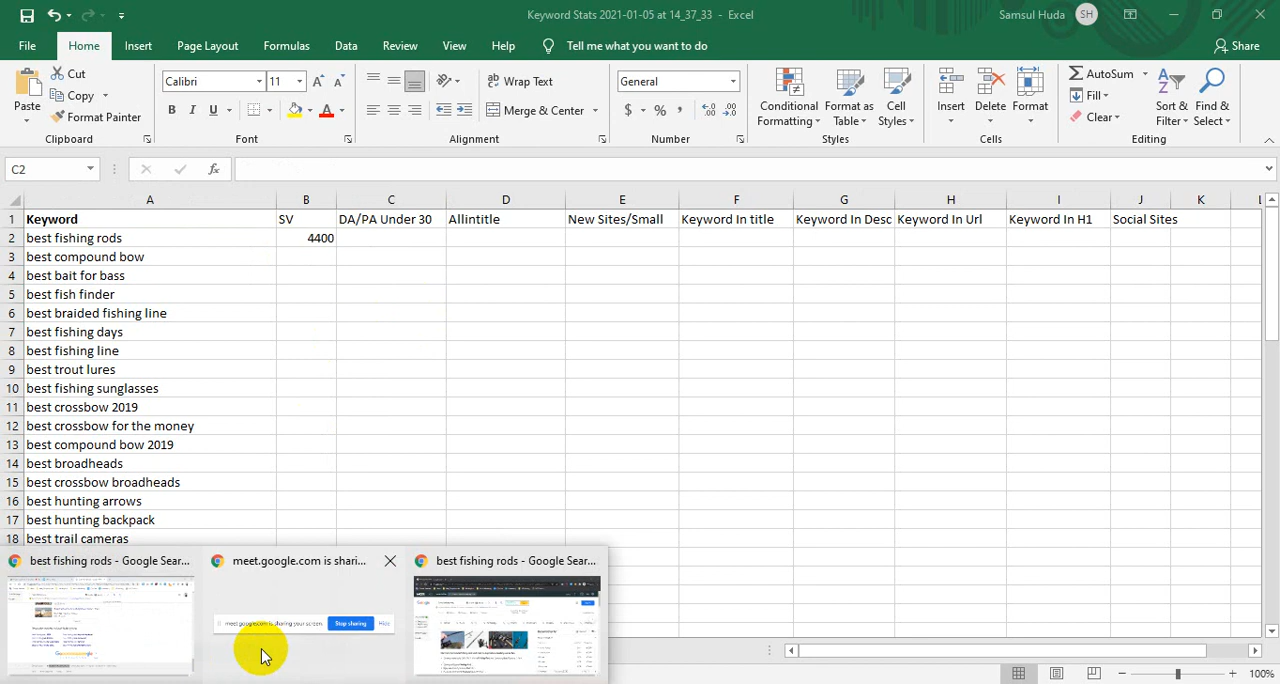 Keyword Stats 2021-01-05 at 14_37_33 - Excel
Samsul Huda SH
File Home Insert Page Layout Formulas Data Review View Help Tell me what you want to do Share
Paste Cut Copy Format Painter
Calibri 11
B I U
Wrap Text
Merge & Center
General
Conditional Formatting
Format as Table
Cell Styles
Insert Delete Format
AutoSum
Fill
Clear
Sort & Filter
Find & Select
Clipboard Font Alignment Number Styles Cells Editing
C2 fx
A B C D E F G H I J K L
1 Keyword SV DA/PA Under 30 Allintitle New Sites/Small Keyword In title Keyword In Desc Keyword In Url Keyword In H1 Social Sites
2 best fishing rods 4400
3 best compound bow
4 best bait for bass
5 best fish finder
6 best braided fishing line
7 best fishing days
8 best fishing line
9 best trout lures
10 best fishing sunglasses
11 best crossbow 2019
12 best crossbow for the money
13 best compound bow 2019
14 best broadheads
15 best crossbow broadheads
16 best hunting arrows
17 best hunting backpack
18 best trail cameras
best fishing rods - Google Sear...
meet.google.com is shari...
best fishing rods - Google Sear...
meet.google.com is sharing your screen. Stop sharing Hide
100%